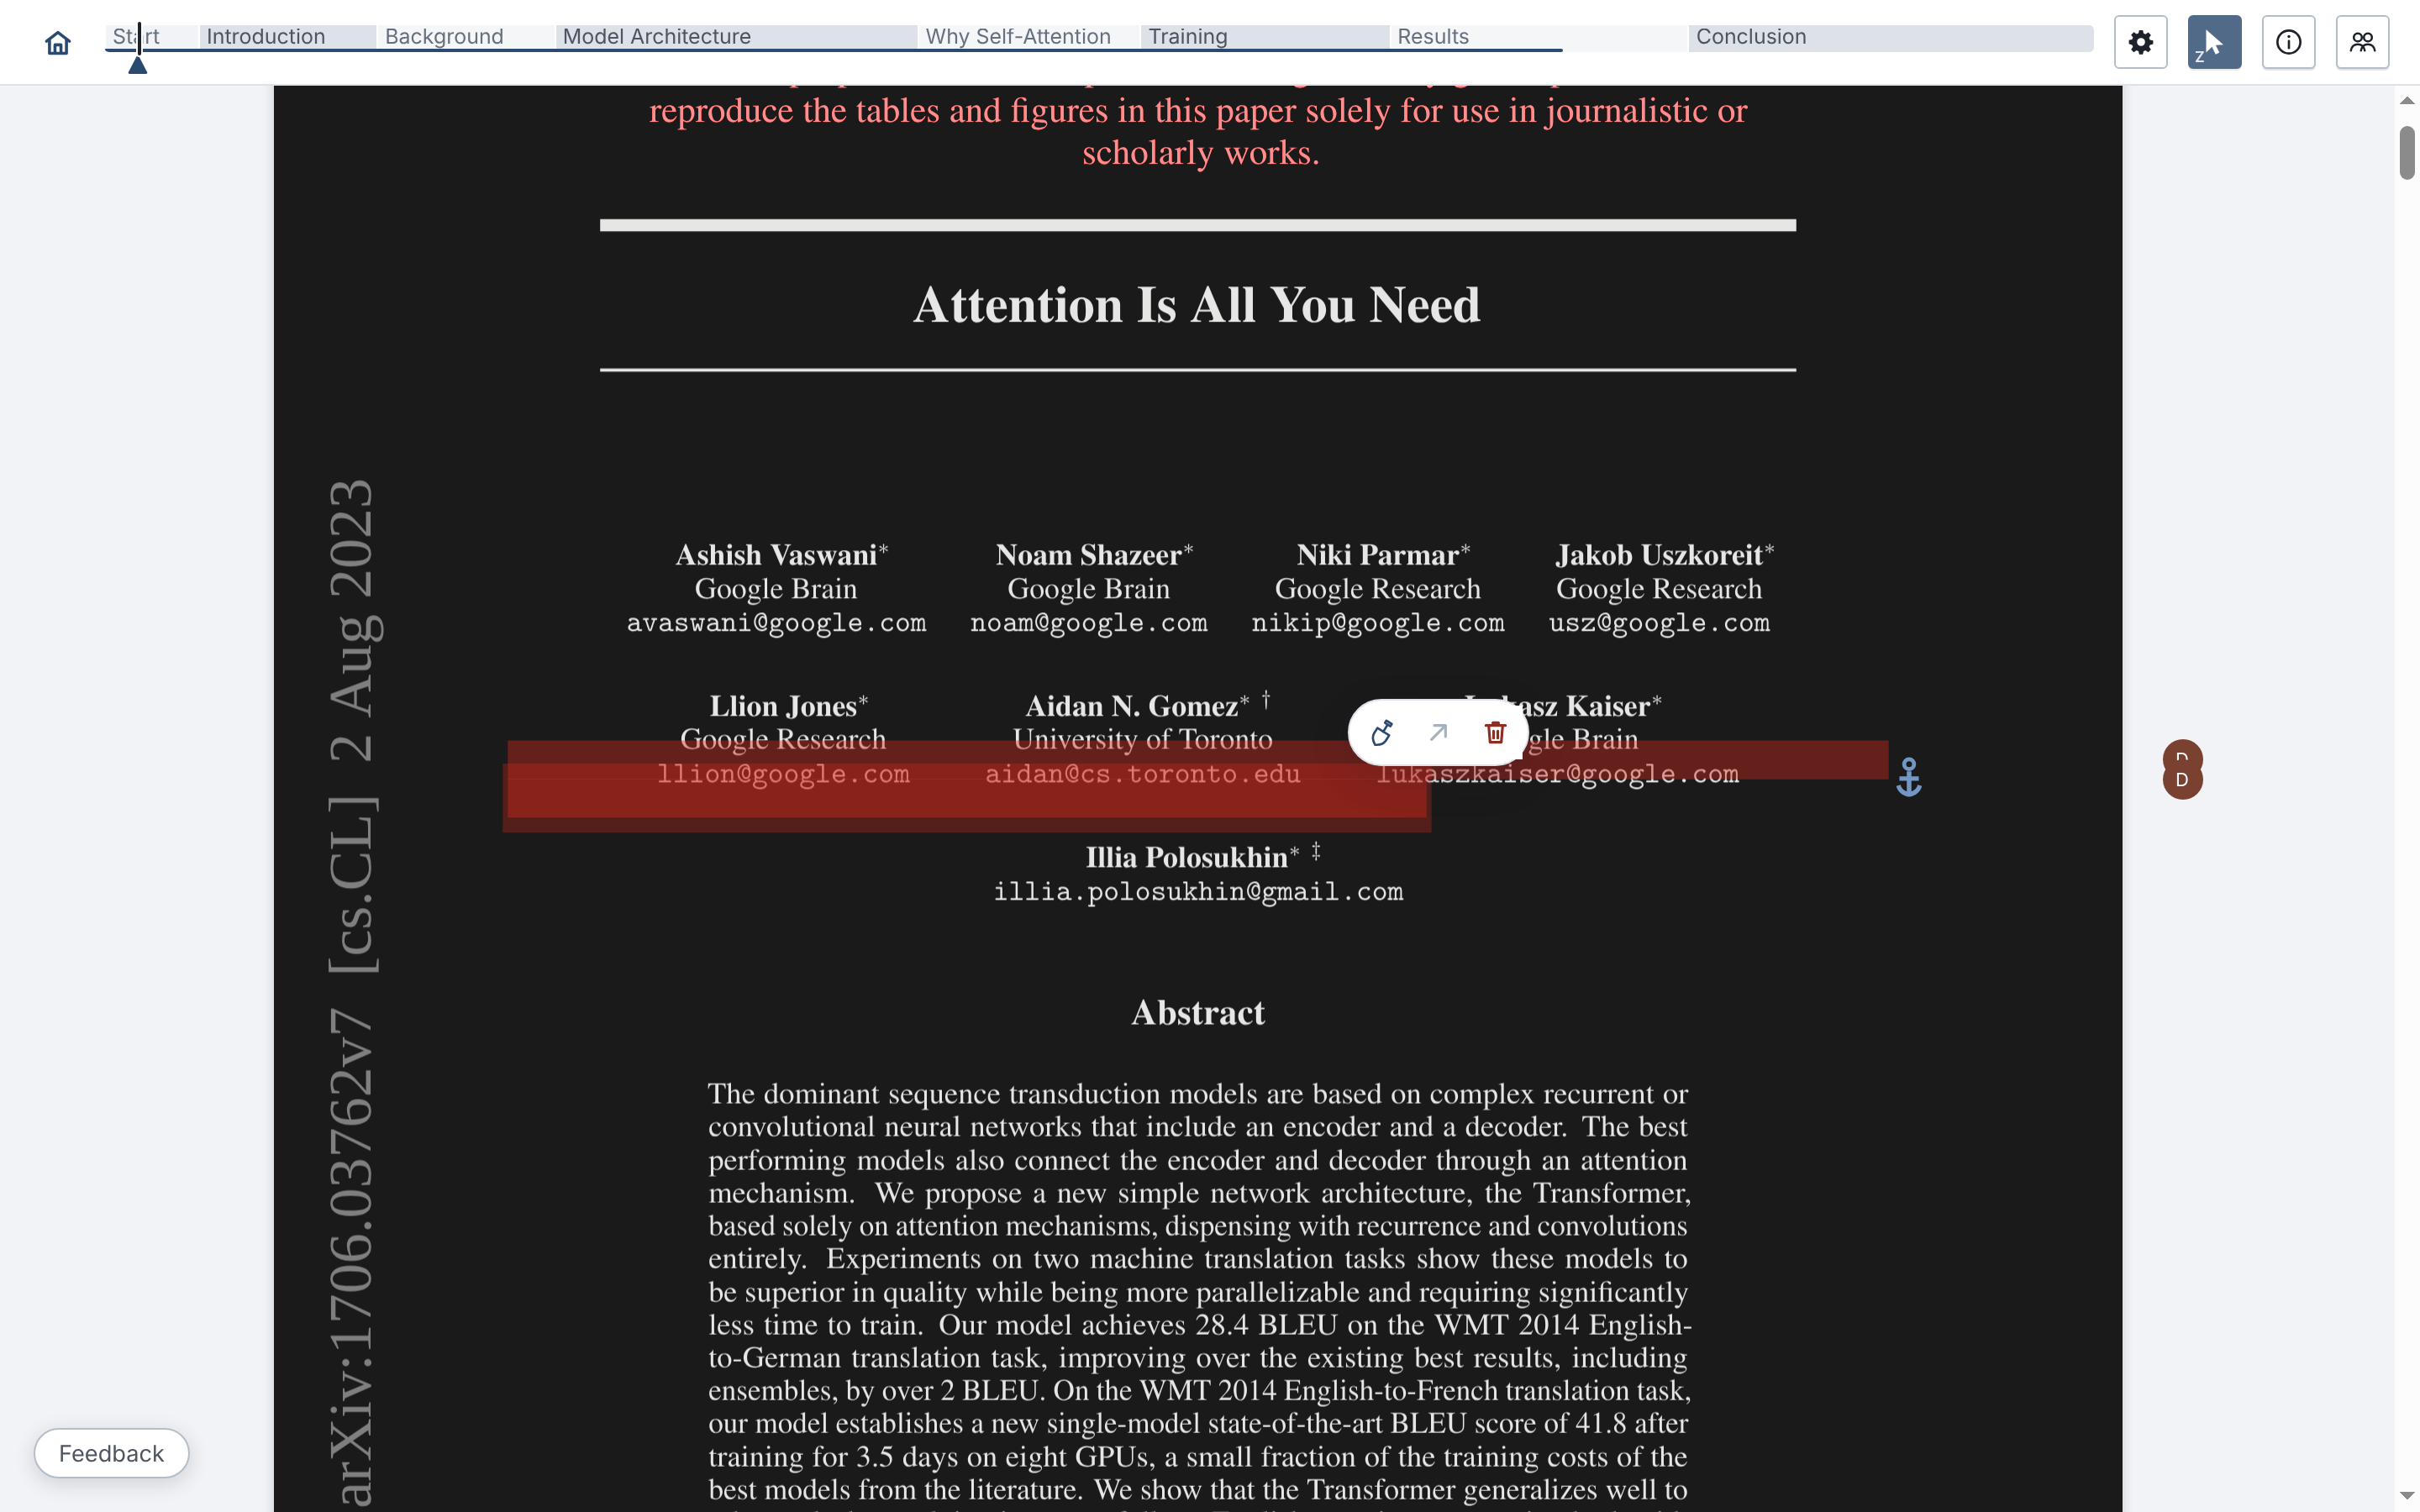 Start Introduction Background Model Architecture Why Self-Attention Training Results Conclusion
Z
reproduce the tables and figures in this paper solely for use in journalistic or
scholarly works.
Attention Is All You Need
Ashish Vaswani* Noam Shazeer* Niki Parmar* Jakob Uszkoreit*
Google Brain Google Brain Google Research Google Research
avaswani@google.com noam@google.com nikip@google.com usz@google.com
Llion Jones* Aidan N. Gomez* † Kaiser*
Google Research University of Toronto Brain
llion@google.com aidan@cs.toronto.edu lukaszkaiser@google.com
D
Illia Polosukhin* ‡
illia.polosukhin@gmail.com
arXiv:1706.03762v7 [cs.CL] 2 Aug 2023
Abstract
The dominant sequence transduction models are based on complex recurrent or
convolutional neural networks that include an encoder and a decoder. The best
performing models also connect the encoder and decoder through an attention
mechanism. We propose a new simple network architecture, the Transformer,
based solely on attention mechanisms, dispensing with recurrence and convolutions
entirely. Experiments on two machine translation tasks show these models to
be superior in quality while being more parallelizable and requiring significantly
less time to train. Our model achieves 28.4 BLEU on the WMT 2014 English-
to-German translation task, improving over the existing best results, including
ensembles, by over 2 BLEU. On the WMT 2014 English-to-French translation task,
our model establishes a new single-model state-of-the-art BLEU score of 41.8 after
training for 3.5 days on eight GPUs, a small fraction of the training costs of the
best models from the literature. We show that the Transformer generalizes well to
Feedback